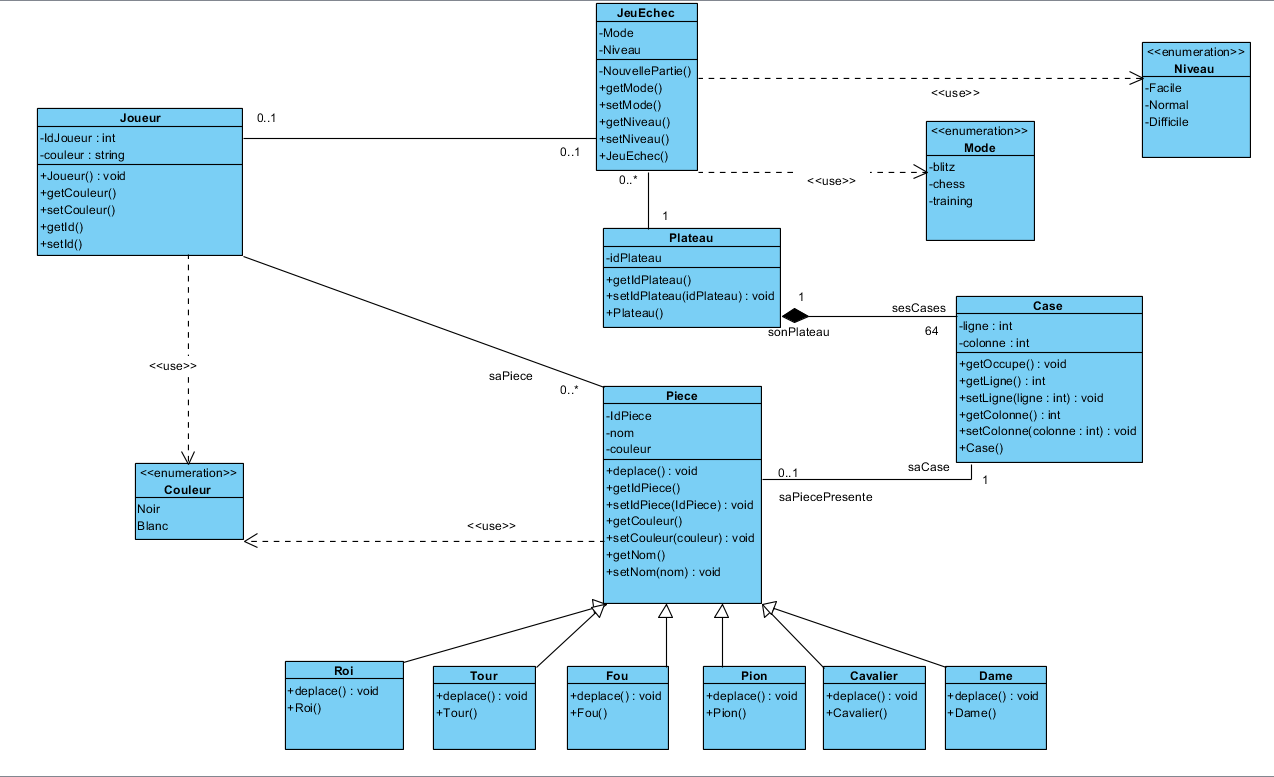 JeuEchec
-Mode
-Niveau
-NouvellePartie()
+getMode()
+setMode()
+getNiveau()
+setNiveau()
+JeuEchec()
<<enumeration>>
Niveau
-Facile
-Normal
-Difficile
<<use>>
<<enumeration>>
Mode
-blitz
-chess
-training
<<use>>
Joueur
-IdJoueur : int
-couleur : string
+Joueur() : void
+getCouleur()
+setCouleur()
+getId()
+setId()
0..1
0..1
0..*
1
Plateau
-idPlateau
+getIdPlateau()
+setIdPlateau(idPlateau) : void
+Plateau()
1
sonPlateau
sesCases
64
Case
-ligne : int
-colonne : int
+getOccupe() : void
+getLigne() : int
+setLigne(ligne : int) : void
+getColonne() : int
+setColonne(colonne : int) : void
+Case()
<<use>>
saPiece
0..*
Piece
-IdPiece
-nom
-couleur
+deplace() : void
+getIdPiece()
+setIdPiece(IdPiece) : void
+getCouleur()
+setCouleur(couleur) : void
+getNom()
+setNom(nom) : void
0..1
saPiecePresente
saCase
1
<<enumeration>>
Couleur
Noir
Blanc
<<use>>
Roi
+deplace() : void
+Roi()
Tour
+deplace() : void
+Tour()
Fou
+deplace() : void
+Fou()
Pion
+deplace() : void
+Pion()
Cavalier
+deplace() : void
+Cavalier()
Dame
+deplace() : void
+Dame()